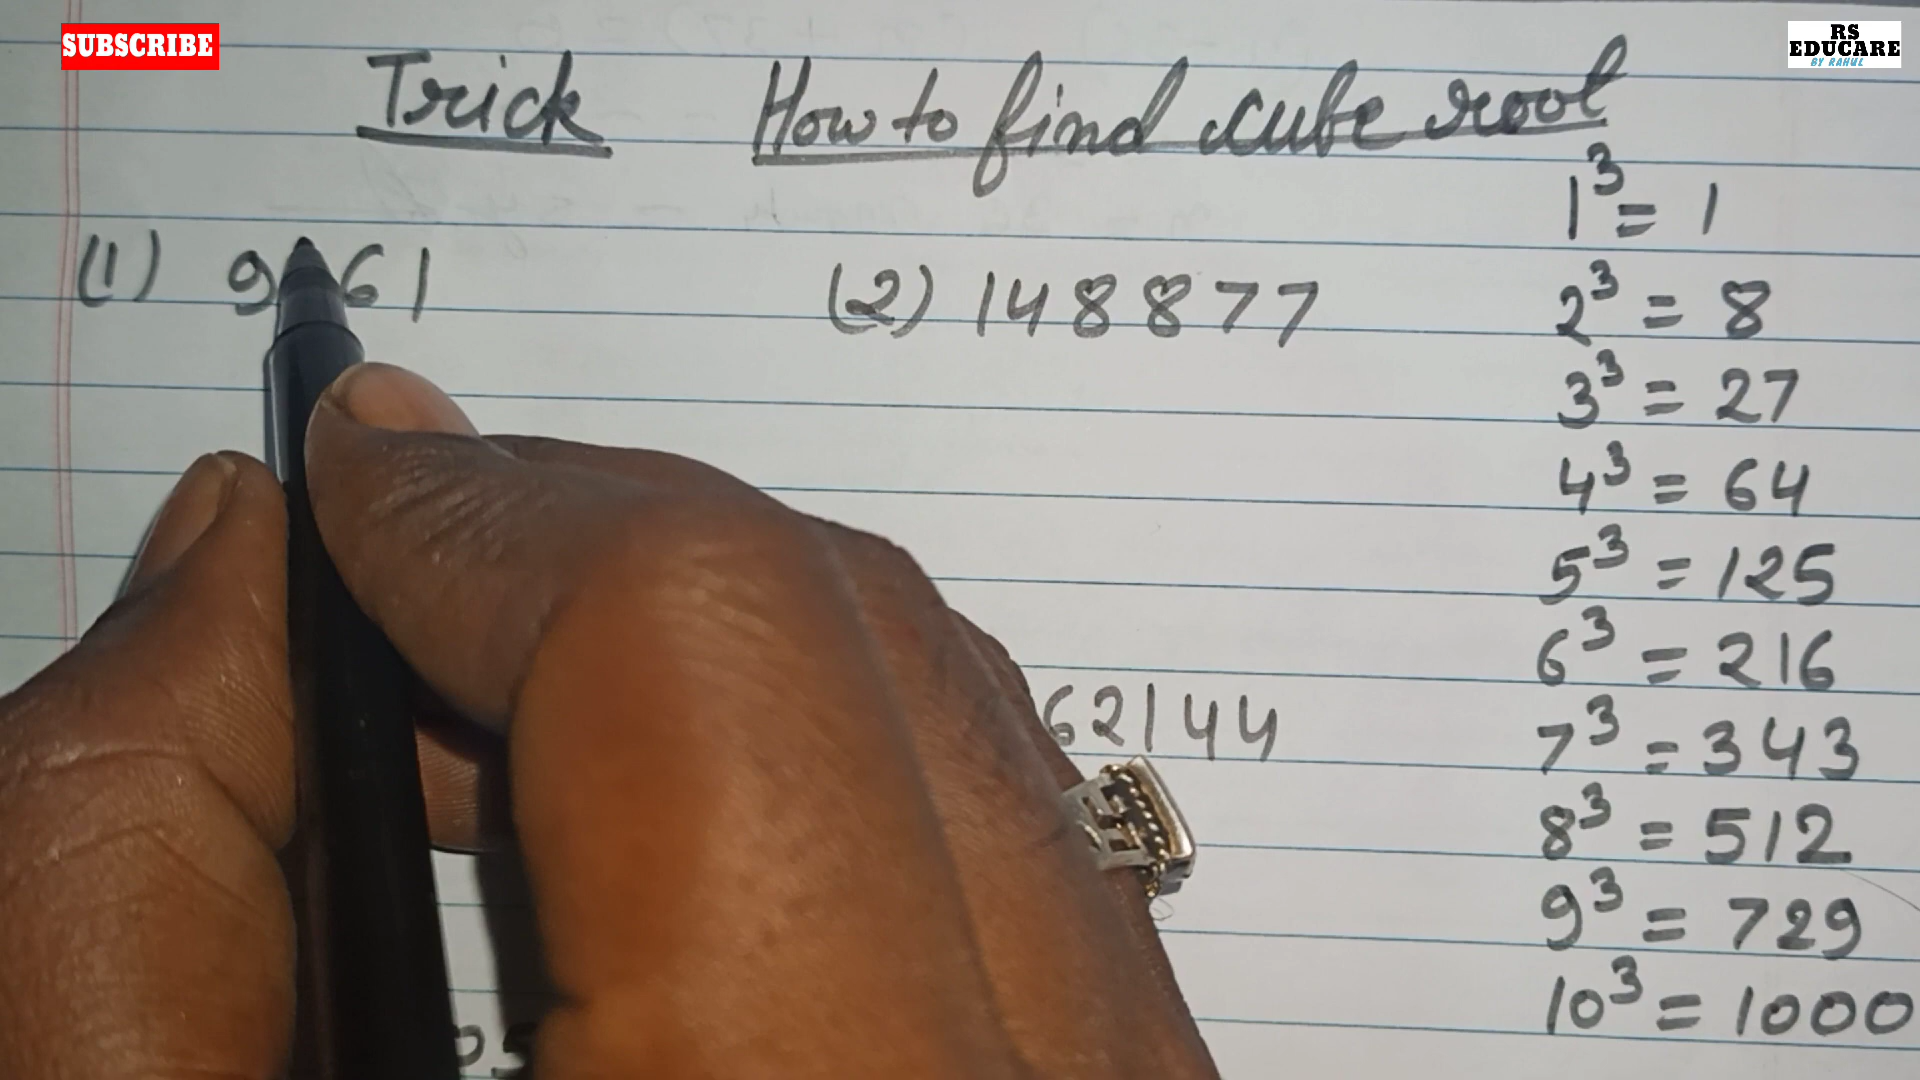 SUBSCRIBE
RS
EDUCARE
BY RAHUL
Trick How to find cube root
(1) 9 61
(2) 148877
62144
1³ = 1
2³ = 8
3³ = 27
4³ = 64
5³ = 125
6³ = 216
7³ = 343
8³ = 512
9³ = 729
10³ = 1000